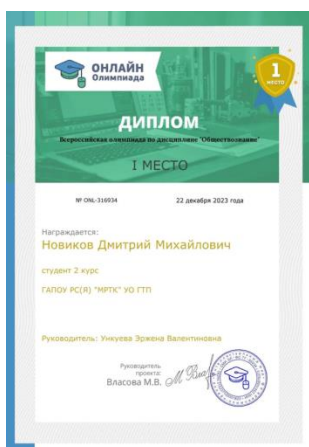 ОНЛАЙН
Олимпиада
1
МЕСТО
ДИПЛОМ
Всероссийская олимпиада по дисциплине "Обществознание"
I МЕСТО
№ ONL-316934
22 декабря 2023 года
Награждается:
Новиков Дмитрий Михайлович
студент 2 курс
ГАПОУ РС(Я) "МРТК" УО ГТП
Руководитель: Ункуева Эржена Валентиновна
Руководитель
проекта:
Власова М.В.